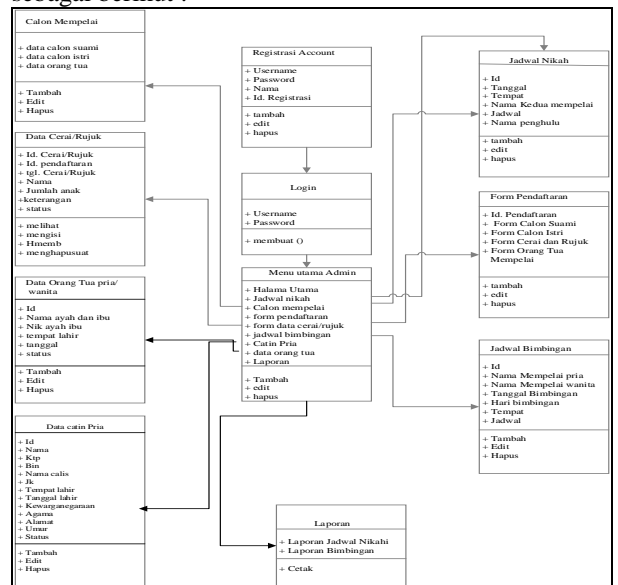 sebagai berikut :
Calon Mempelai
+ data calon suami
+ data calon istri
+ data orang tua
+ Tambah
+ Edit
+ Hapus
Data Cerai/Rujuk
+ Id. Cerai/Rujuk
+ Id. pendaftaran
+ tgl. Cerai/Rujuk
+ Nama
+ Jumlah anak
+keterangan
+ status
+ melihat
+ mengisi
+ Hmemb
+ menghapusuat
Data Orang Tua pria/
wanita
+ Id
+ Nama ayah dan ibu
+ Nik ayah ibu
+ tempat lahir
+ tanggal
+ status
+ Tambah
+ Edit
+ Hapus
Data catin Pria
+ Id
+ Nama
+ Ktp
+ Bin
+ Nama calis
+ Jk
+ Tempat lahir
+ Tanggal lahir
+ Kewarganegaraan
+ Agama
+ Alamat
+ Umur
+ Status
+ Tambah
+ Edit
+ Hapus
Registrasi Account
+ Username
+ Password
+ Nama
+ Id. Registrasi
+ tambah
+ edit
+ hapus
Login
+ Username
+ Password
+ membuat ()
Menu utama Admin
+ Halama Utama
+ Jadwal nikah
+ Calon mempelai
+ form pendaftaran
+ form data cerai/rujuk
+ jadwal bimbingan
+ Catin Pria
+ data orang tua
+ Laporan
+ Tambah
+ edit
+ hapus
Laporan
+ Laporan Jadwal Nikahi
+ Laporan Bimbingan
+ Cetak
Jadwal Nikah
+ Id
+ Tanggal
+ Tempat
+ Nama Kedua mempelai
+ Jadwal
+ Nama penghulu
+ tambah
+ edit
+ hapus
Form Pendaftaran
+ Id. Pendaftaran
+ Form Calon Suami
+ Form Calon Istri
+ Form Cerai dan Rujuk
+ Form Orang Tua
Mempelai
+ tambah
+ edit
+ hapus
Jadwal Bimbingan
+ Id
+ Nama Mempelai pria
+ Nama Mempelai wanita
+ Tanggal Bimbingan
+ Hari bimbingan
+ Tempat
+ Jadwal
+ Tambah
+ Edit
+ Hapus